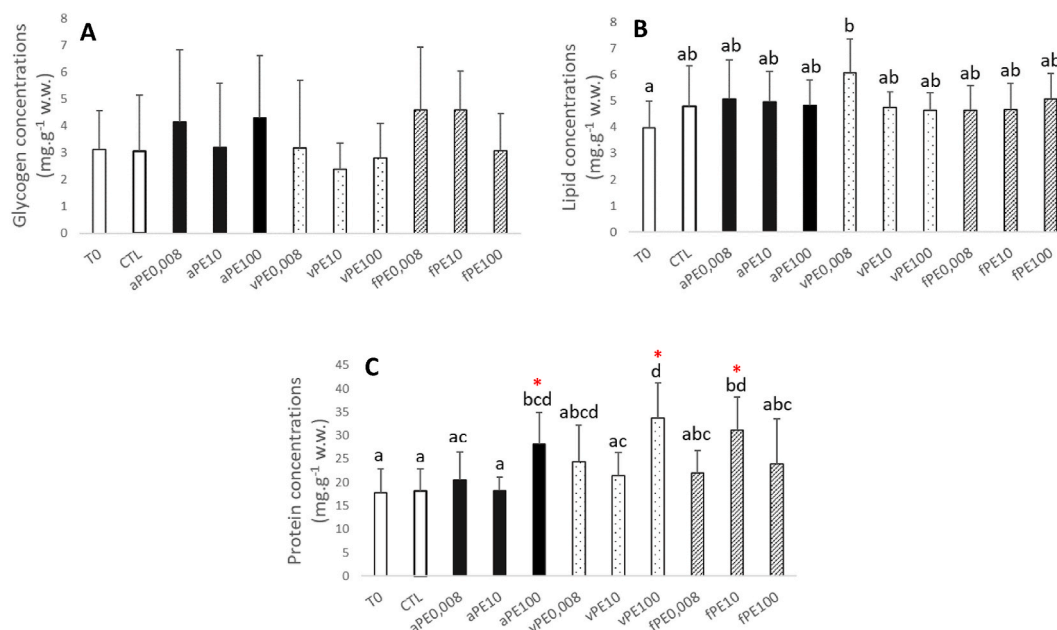 A
Glycogen concentrations
(mg.g-1 w.w.)
8
7
6
5
4
3
2
1
0
T0
CTL
aPE0,008
aPE10
aPE100
vPE0,008
vPE10
vPE100
fPE0,008
fPE10
fPE100
B
Lipid concentrations
(mg.g-1 w.w.)
8
7
6
5
4
3
2
1
0
a
ab
ab
ab
ab
b
ab
ab
ab
ab
ab
T0
CTL
aPE0,008
aPE10
aPE100
vPE0,008
vPE10
vPE100
fPE0,008
fPE10
fPE100
C
Protein concentrations
(mg.g-1 w.w.)
45
40
35
30
25
20
15
10
5
0
a
a
ac
a
*
bcd
abcd
ac
*
d
abc
*
bd
abc
T0
CTL
aPE0,008
aPE10
aPE100
vPE0,008
vPE10
vPE100
fPE0,008
fPE10
fPE100